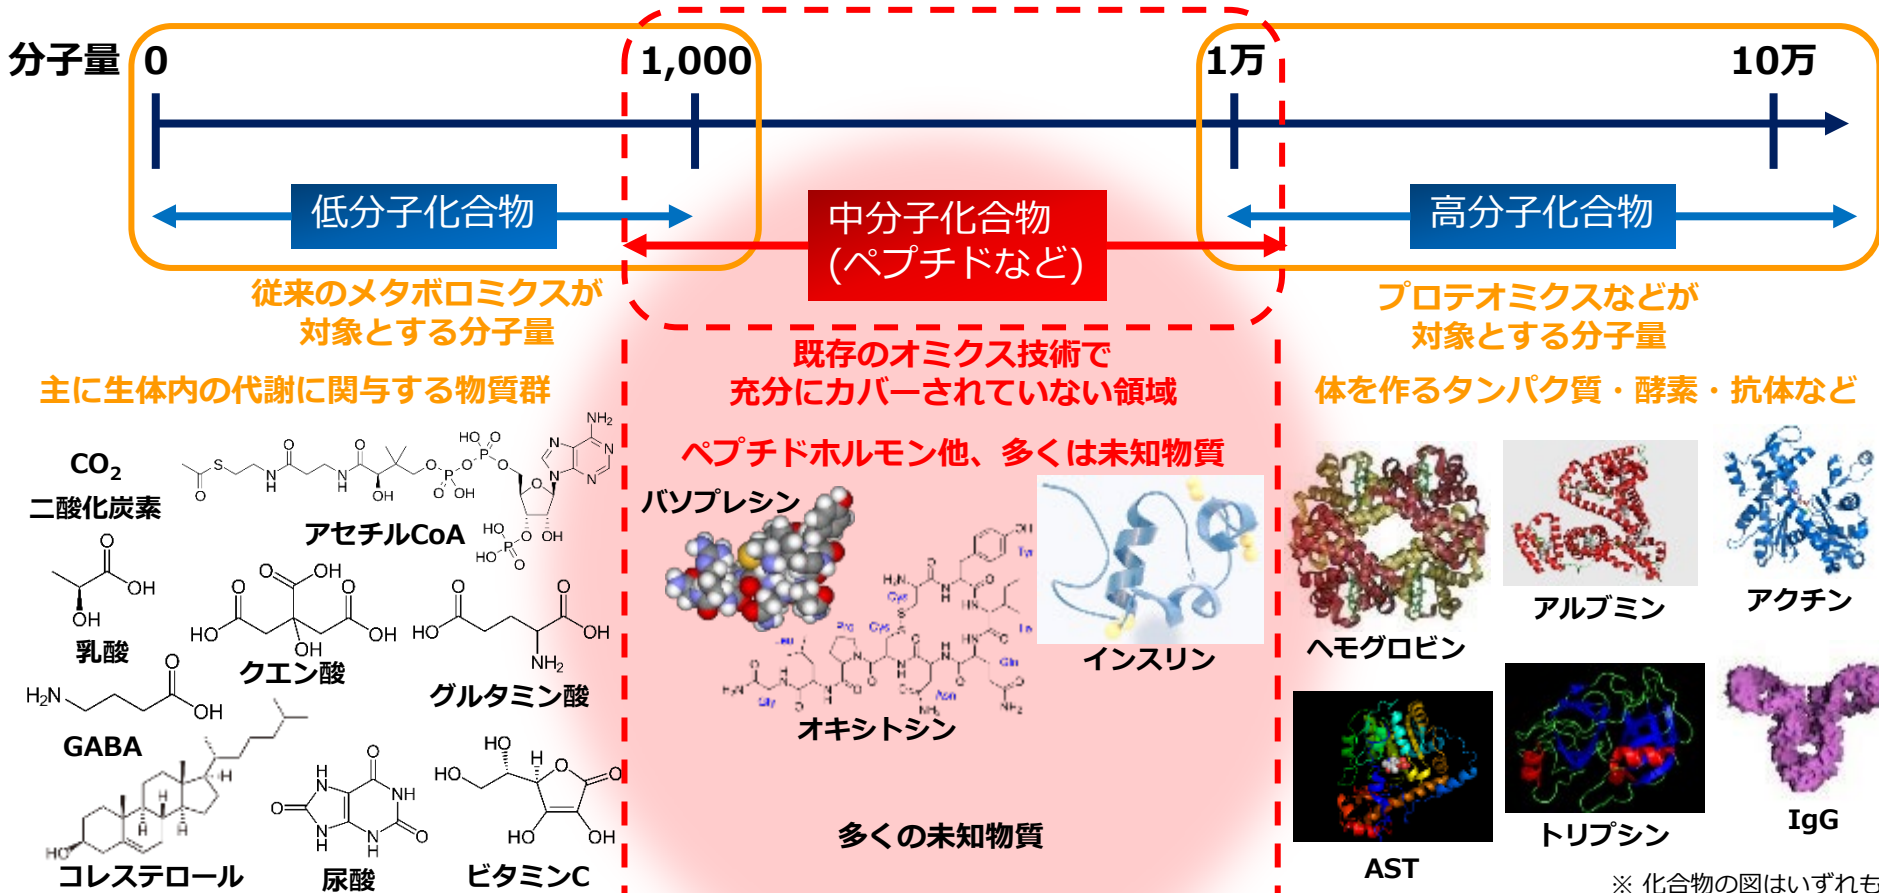 分子量 0 1,000 1万 10万
低分子化合物
中分子化合物
(ペプチドなど)
高分子化合物
従来のメタボロミクスが
対象とする分子量
プロテオミクスなどが
対象とする分子量
既存のオミクス技術で
充分にカバーされていない領域
主に生体内の代謝に関与する物質群
体を作るタンパク質・酵素・抗体など
ペプチドホルモン他、多くは未知物質
CO₂
二酸化炭素
アセチルCoA
乳酸
クエン酸
グルタミン酸
GABA
コレステロール
尿酸
ビタミンC
バソプレシン
オキシトシン
インスリン
多くの未知物質
ヘモグロビン
アルブミン
アクチン
AST
トリプシン
IgG
※ 化合物の図はいずれも